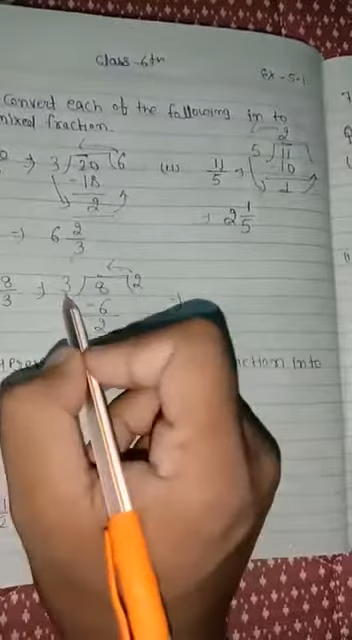 Class-6th
Ex-5.1
Convert each of the following in to
mixed fraction.
⇒ 3 √20 (6
-18
2
⇒ 6 2/3
(ii) 11/5 ⇒ 5 √11
2
-10
1
⇒ 2 1/5
8/3 ⇒ 3 √8 (2
-6
2
⇒
into